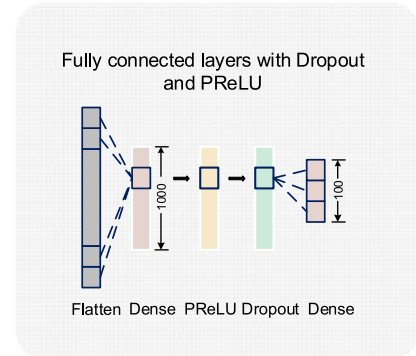 Fully connected layers with Dropout
and PReLU
1000
100
Flatten Dense PReLU Dropout Dense